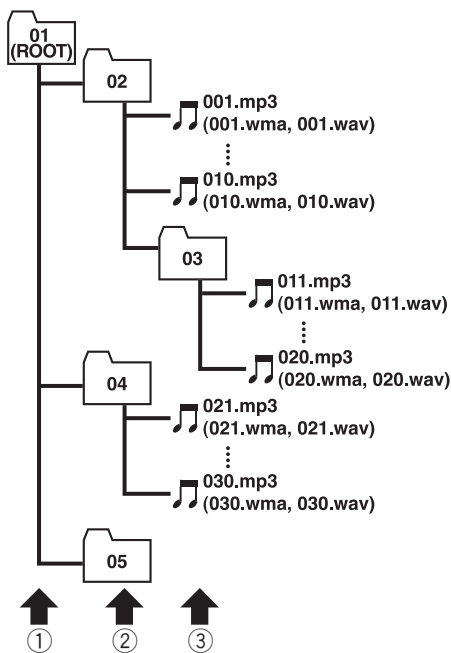 01
(ROOT)
02
001.mp3
(001.wma, 001.wav)
010.mp3
(010.wma, 010.wav)
03
011.mp3
(011.wma, 011.wav)
020.mp3
(020.wma, 020.wav)
04
021.mp3
(021.wma, 021.wav)
030.mp3
(030.wma, 030.wav)
05
① ② ③